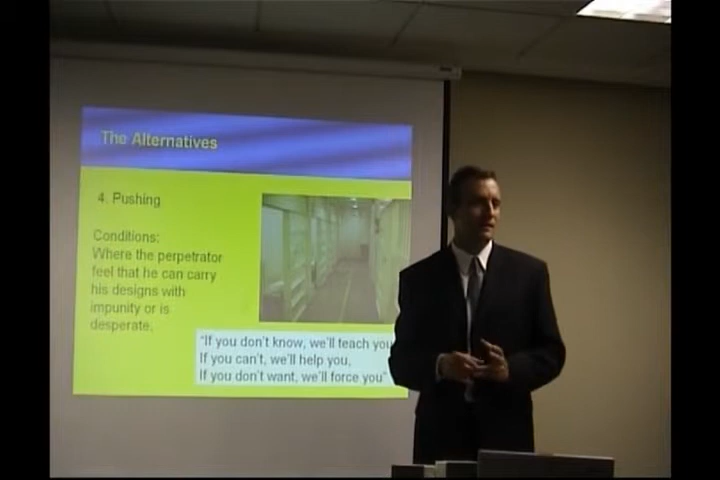 The Alternatives
4. Pushing
Conditions:
Where the perpetrator
feel that he can carry
his designs with
impunity or is
desperate.
"If you don't know, we'll teach you
If you can't, we'll help you,
If you don't want, we'll force you"